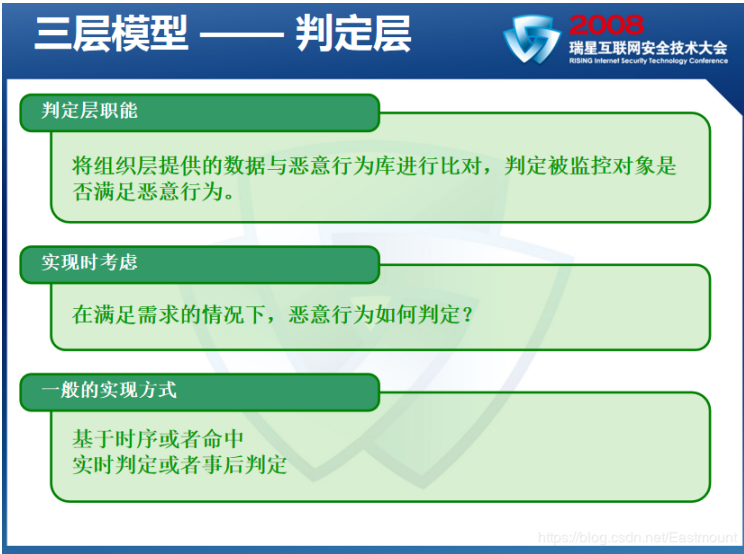 三层模型 —— 判定层
2008
瑞星互联网安全技术大会
RISING Internet Security Technology Conference
判定层职能
将组织层提供的数据与恶意行为库进行比对，判定被监控对象是
否满足恶意行为。
实现时考虑
在满足需求的情况下，恶意行为如何判定？
一般的实现方式
基于时序或者命中
实时判定或者事后判定
https://blog.csdn.net/Eastmount